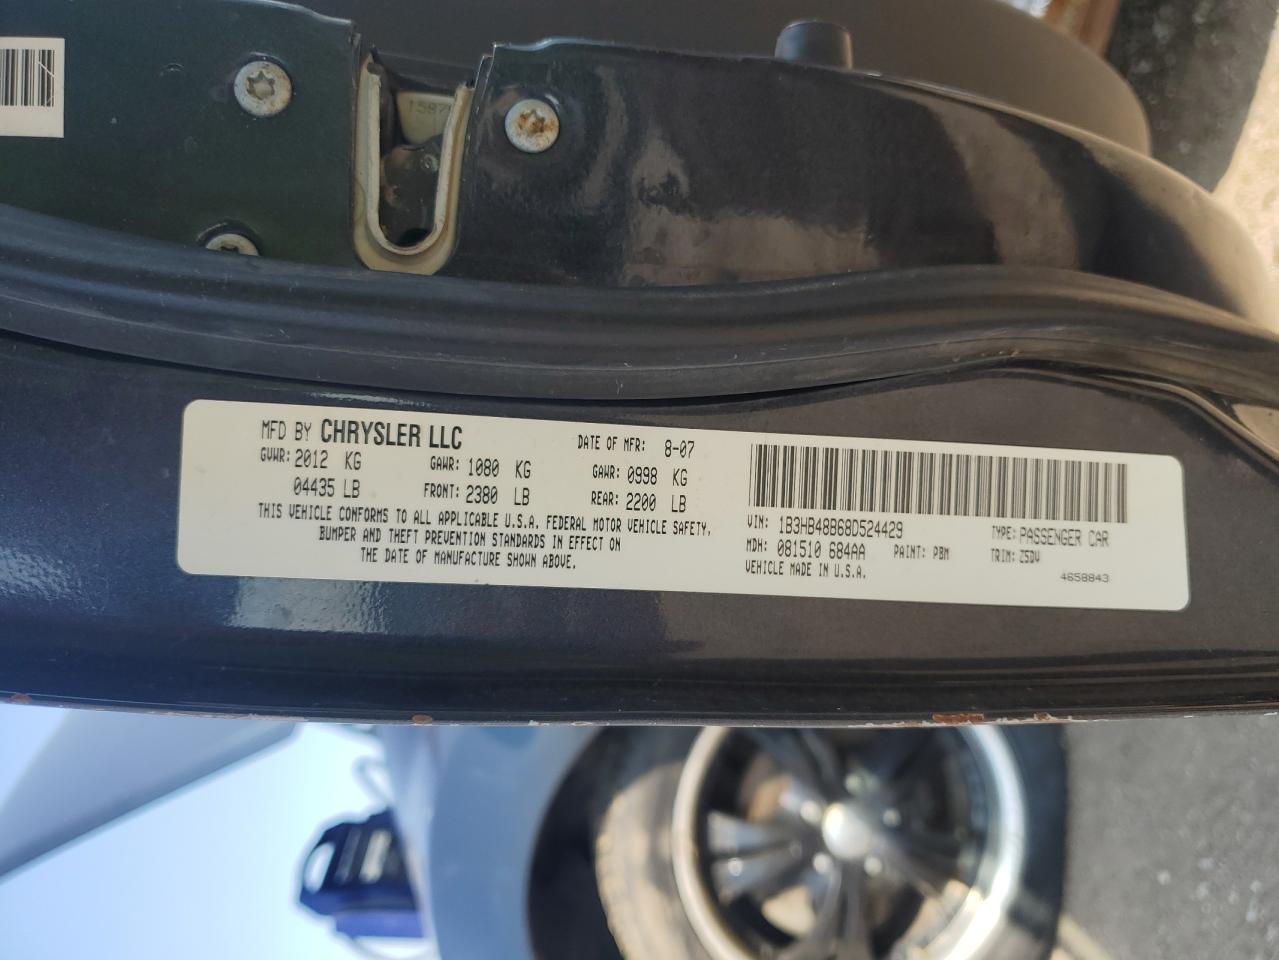 1587
MFD BY CHRYSLER LLC DATE OF MFR: 8-07
GVWR: 2012 KG GAWR: 1080 KG GAWR: 0998 KG
04435 LB FRONT: 2380 LB REAR: 2200 LB
THIS VEHICLE CONFORMS TO ALL APPLICABLE U.S.A. FEDERAL MOTOR VEHICLE SAFETY,
BUMPER AND THEFT PREVENTION STANDARDS IN EFFECT ON
THE DATE OF MANUFACTURE SHOWN ABOVE.
VIN: 1B3HB48B68D524429 TYPE: PASSENGER CAR
MDH: 081510 684AA PAINT: PBM TRIM: Z5DV
VEHICLE MADE IN U.S.A. 4658843